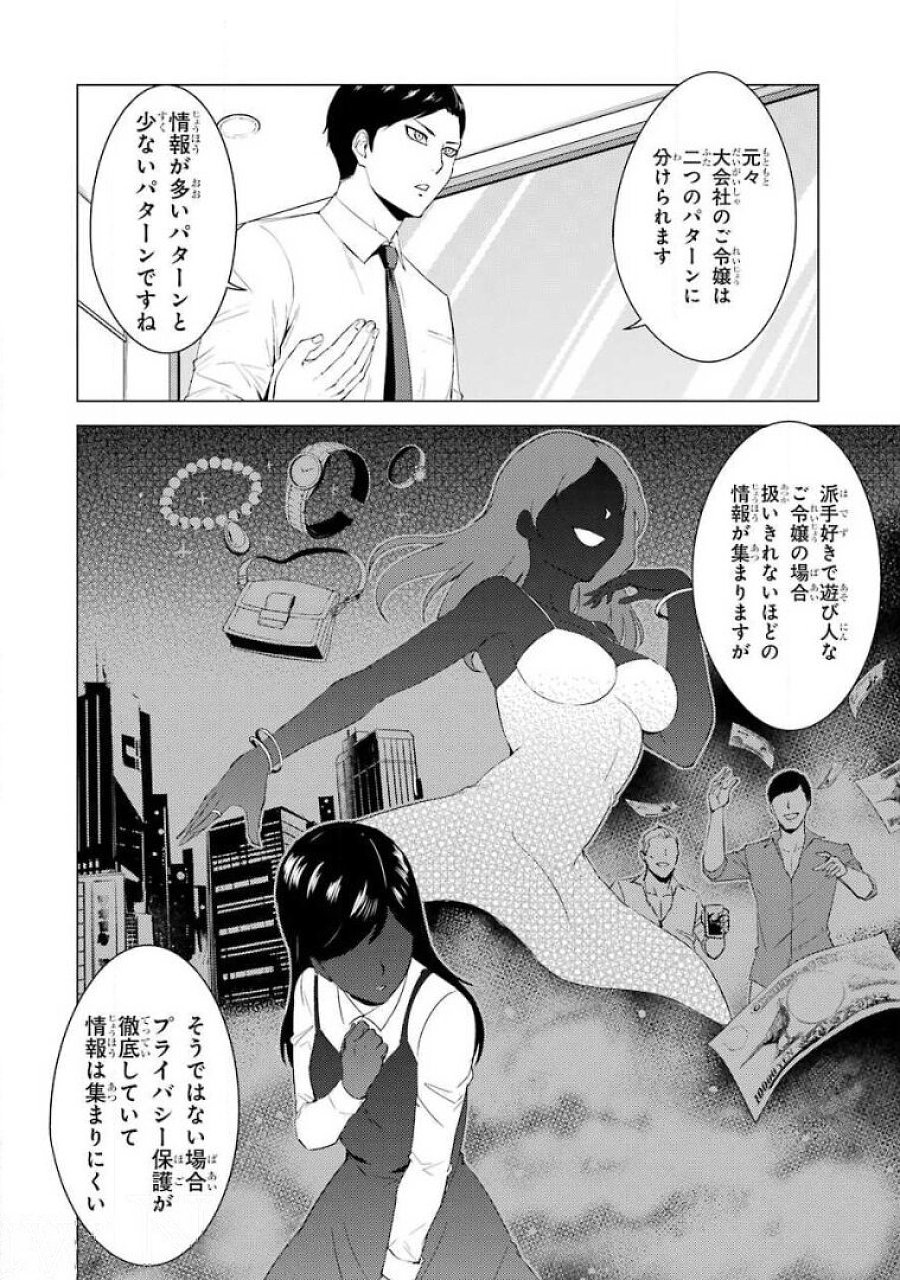 元々
大会社のご令嬢は
二つのパターンに
分けられます
情報が多いパターンと
少ないパターンですね
派手好きで遊び人な
ご令嬢の場合
扱いきれないほどの
情報が集まりますが
そうではない場合
プライバシー保護が
徹底していて
情報は集まりにくい